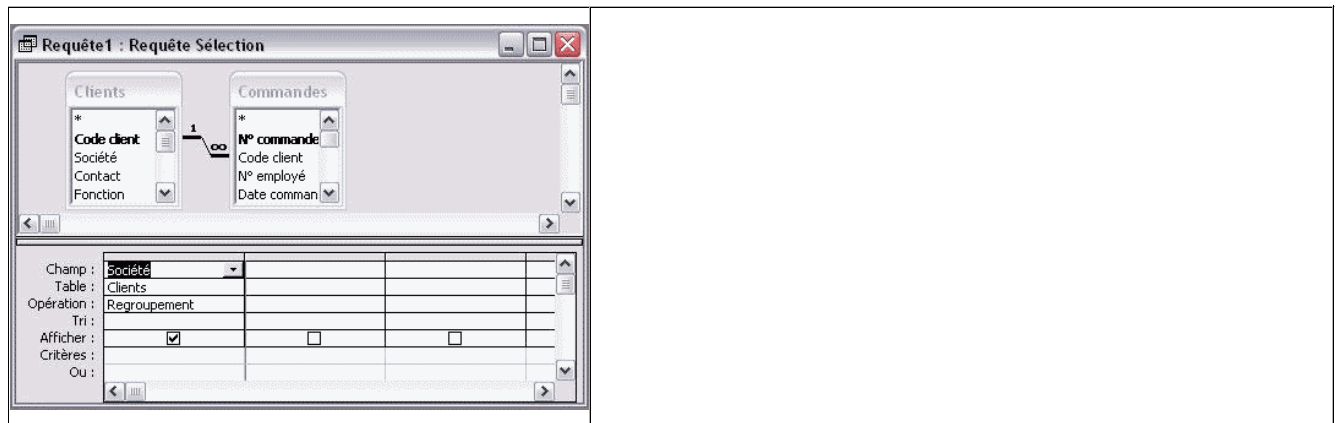 Requête1 : Requête Sélection
Clients
*
Code client
Société
Contact
Fonction
1
∞
Commandes
*
N° commande
Code client
N° employé
Date comman
Champ : Société
Table : Clients
Opération : Regroupement
Tri :
Afficher :
Critères :
Ou :